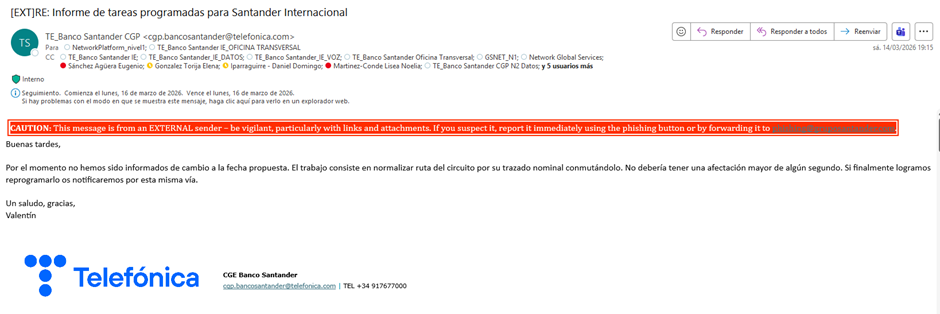 [EXT]RE: Informe de tareas programadas para Santander Internacional
TS
TE_Banco Santander CGP <cgp.bancosantander@telefonica.com>
Para NetworkPlatform_nivel1; TE_Banco Santander IE_OFICINA TRANSVERSAL
CC TE_Banco Santander IE; TE_Banco Santander_IE_DATOS; TE_Banco Santander_IE_VOZ; TE_Banco Santander Oficina Transversal; GSNET_N1; Network Global Services;
Sánchez Agüera Eugenio; Gonzalez Torija Elena; Iparraguirre - Daniel Domingo; Martinez-Conde Lisea Noelia; TE_Banco Santander CGP N2 Datos; y 5 usuarios más
Responder
Responder a todos
Reenviar
sá. 14/03/2026 19:15
Interno
Seguimiento. Comienza el lunes, 16 de marzo de 2026. Vence el lunes, 16 de marzo de 2026.
Si hay problemas con el modo en que se muestra este mensaje, haga clic aquí para verlo en un explorador web.
CAUTION: This message is from an EXTERNAL sender – be vigilant, particularly with links and attachments. If you suspect it, report it immediately using the phishing button or by forwarding it to
Buenas tardes,
Por el momento no hemos sido informados de cambio a la fecha propuesta. El trabajo consiste en normalizar ruta del circuito por su trazado nominal conmutándolo. No debería tener una afectación mayor de algún segundo. Si finalmente logramos
reprogramarlo os notificaremos por esta misma vía.
Un saludo, gracias,
Valentín
Telefónica
CGE Banco Santander
cgp.bancosantander@telefonica.com | TEL +34 917677000